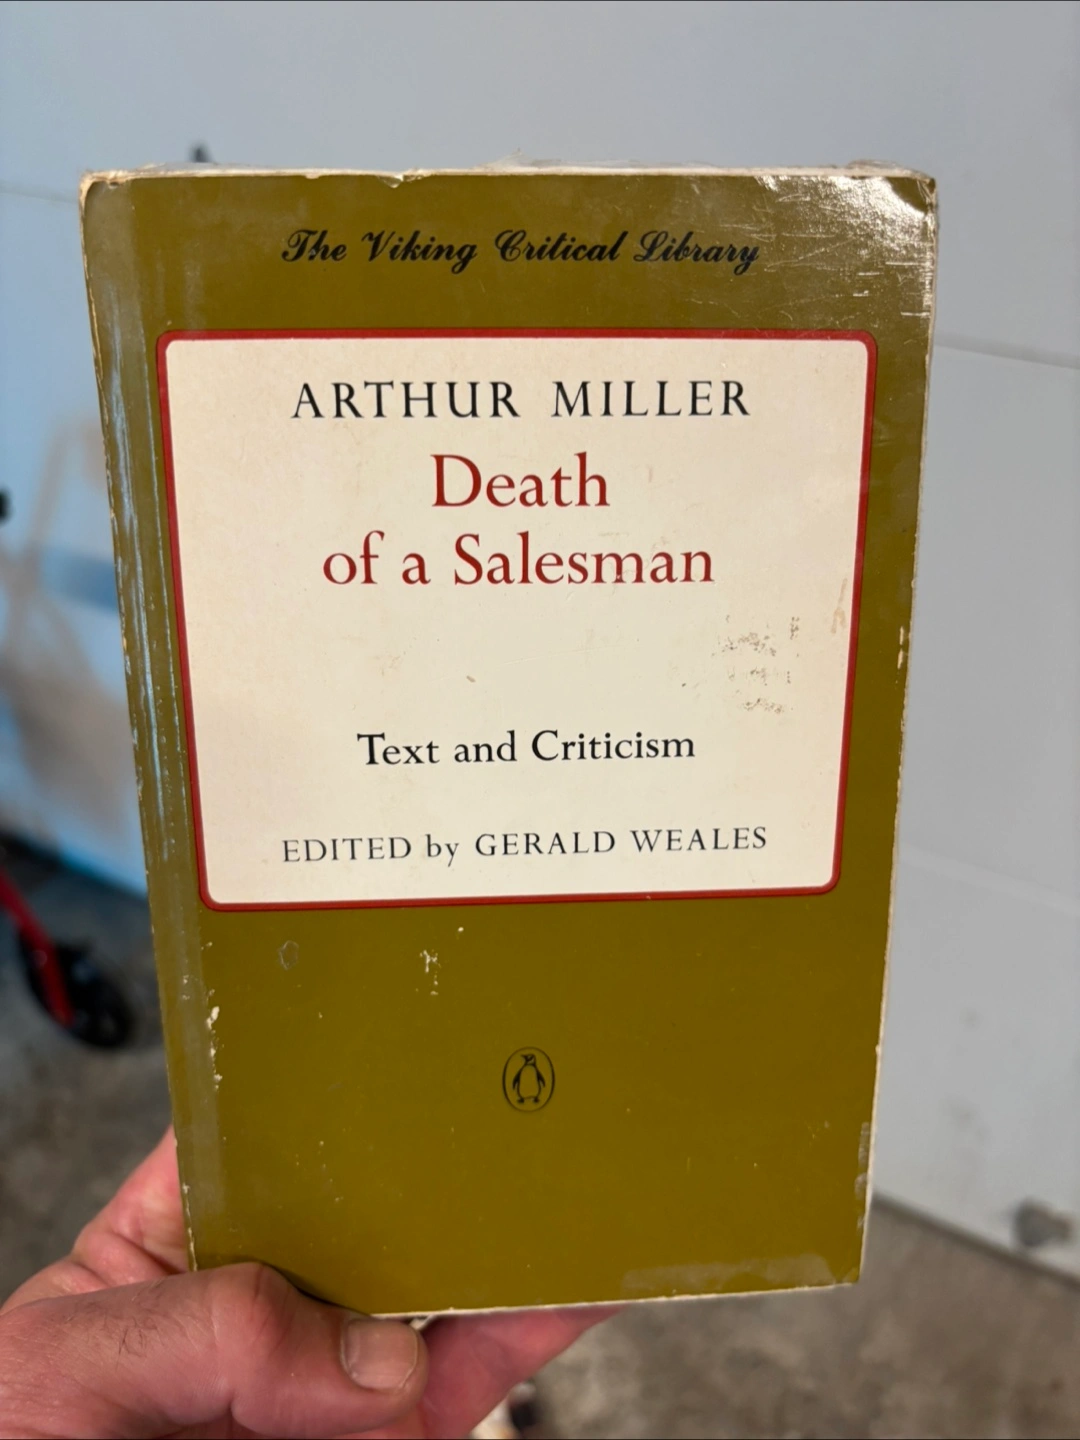 The Viking Critical Library
ARTHUR MILLER
Death
of a Salesman
Text and Criticism
EDITED by GERALD WEALES